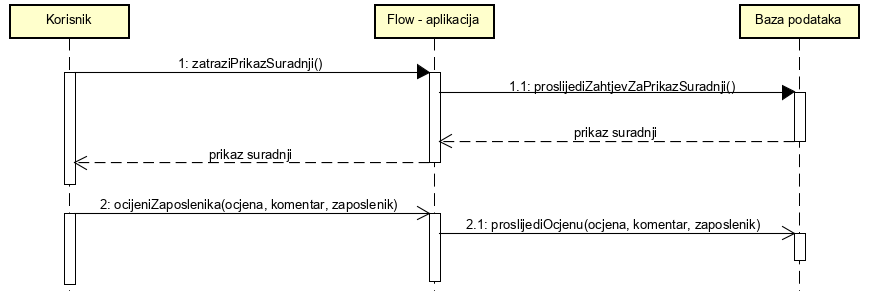 Korisnik
Flow - aplikacija
Baza podataka
1: zatraziPrikazSuradnji()
1.1: proslijediZahtjevZaPrikazSuradnji()
prikaz suradnji
prikaz suradnji
2: ocijeniZaposlenika(ocjena, komentar, zaposlenik)
2.1: proslijediOcjenu(ocjena, komentar, zaposlenik)